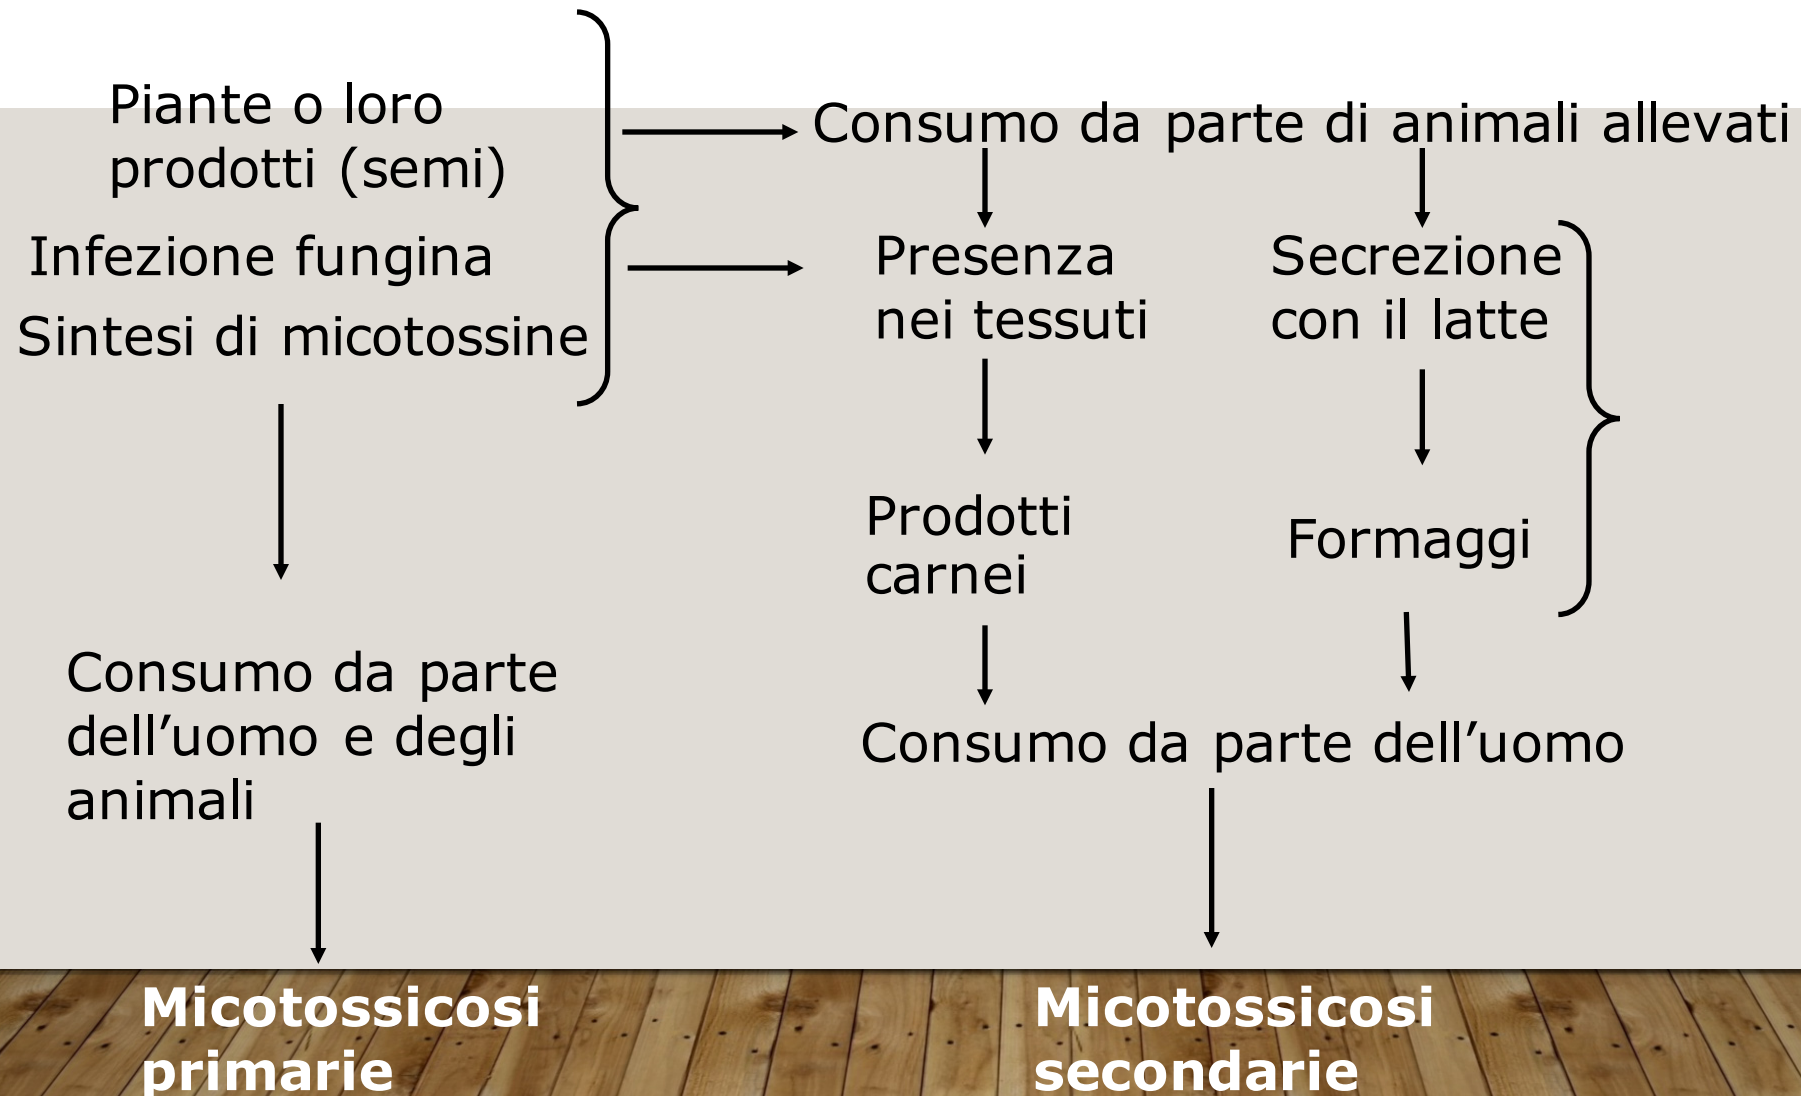 Piante o loro
prodotti (semi)
Infezione fungina
Sintesi di micotossine
Consumo da parte di animali allevati
Presenza
nei tessuti
Secrezione
con il latte
Prodotti
carnei
Formaggi
Consumo da parte
dell’uomo e degli
animali
Consumo da parte dell’uomo
Micotossicosi
primarie
Micotossicosi
secondarie